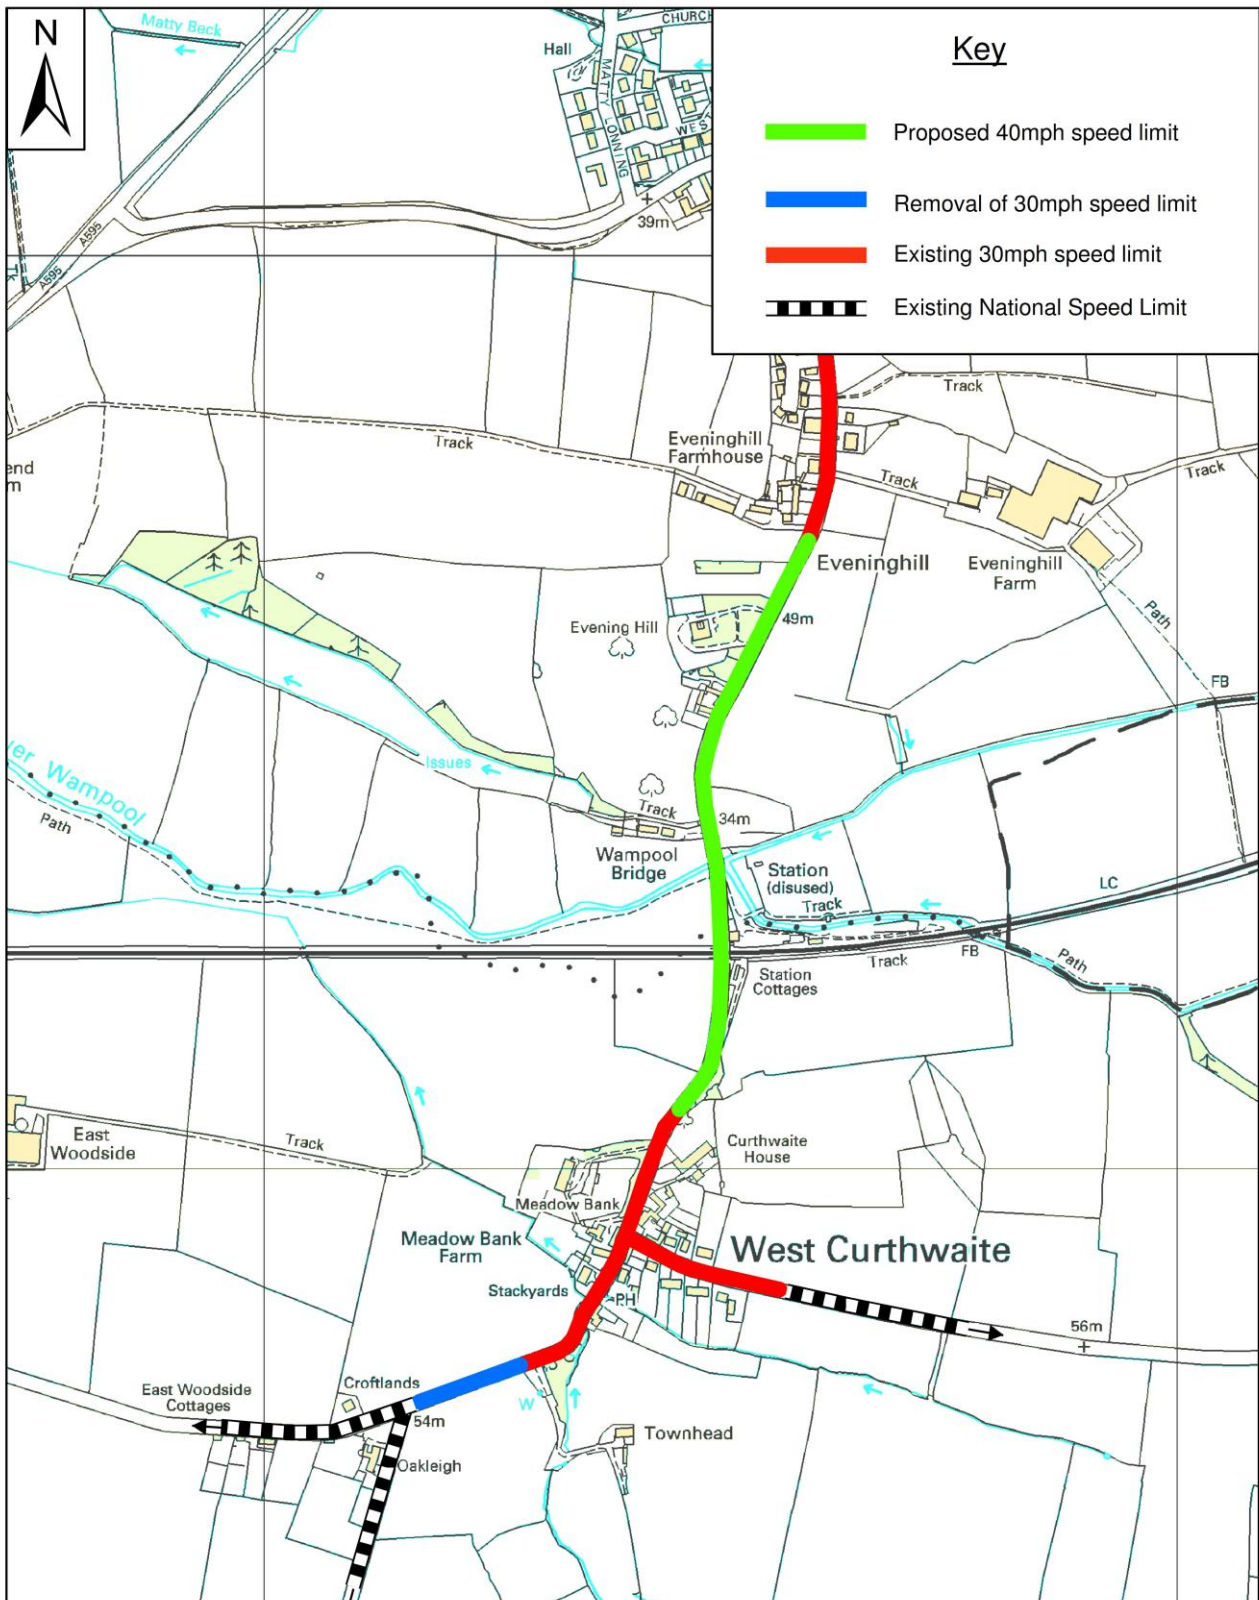 N
Matty Beck
Hall
MATTY LONNING
CHURCH
WEST
39m
A595
A595
Key
Proposed 40mph speed limit
Removal of 30mph speed limit
Existing 30mph speed limit
Existing National Speed Limit
Track
Track
Eveninghill
Farmhouse
Track
Track
Eveninghill
Eveninghill
Farm
49m
Evening Hill
Path
FB
Issues
Track
34m
Wampool
Path
Wampool
Bridge
Station
(disused)
Track
LC
Track
FB
Path
Station
Cottages
East
Woodside
Track
Curthwaite
House
Meadow Bank
Meadow Bank
Farm
West Curthwaite
Stackyards
PH
56m
East Woodside
Cottages
Croftlands
54m
W
Oakleigh
Townhead